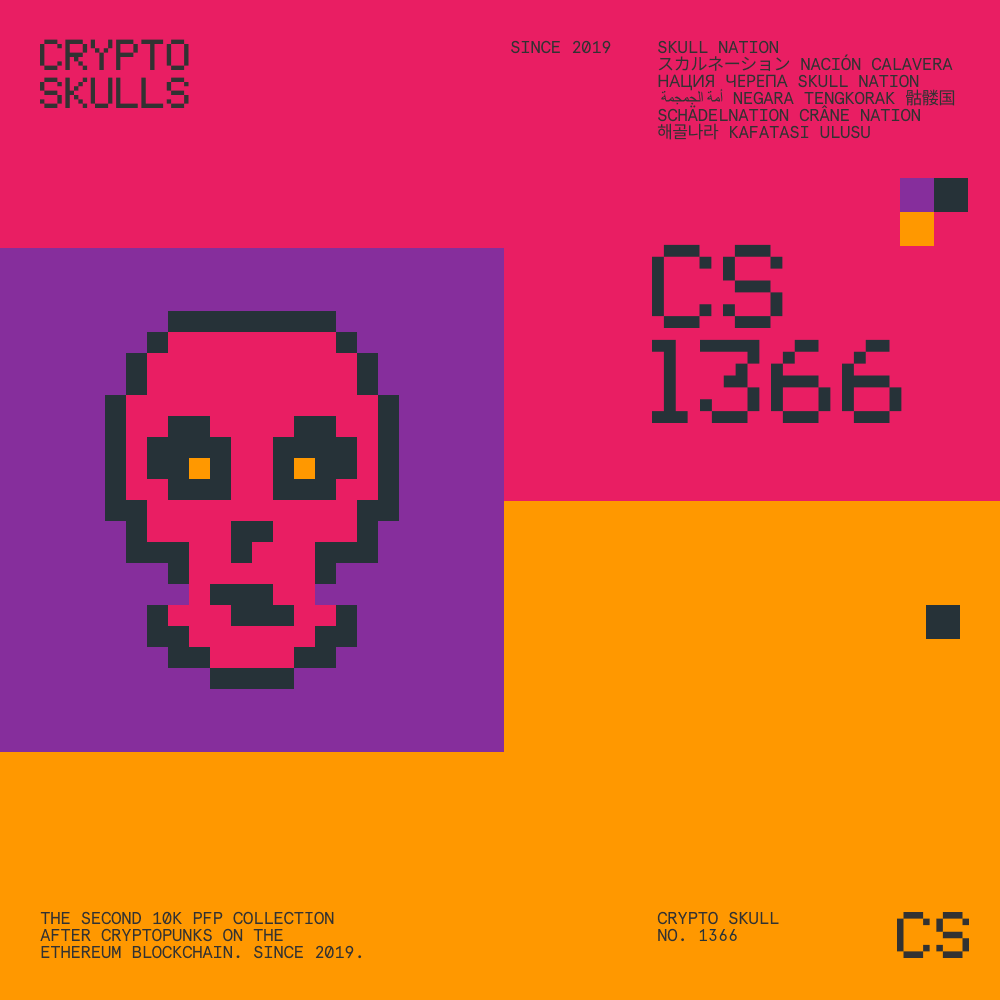 CRYPTO
SKULLS
SINCE 2019
SKULL NATION
スカルネーション NACIÓN CALAVERA
НАЦИЯ ЧЕРЕПА SKULL NATION
أمة الجمجمة NEGARA TENGKORAK 骷髅国
SCHÄDELNATION CRÂNE NATION
해골나라 KAFATASI ULUSU
CS
1366
THE SECOND 10K PFP COLLECTION
AFTER CRYPTOPUNKS ON THE
ETHEREUM BLOCKCHAIN. SINCE 2019.
CRYPTO SKULL
NO. 1366
CS